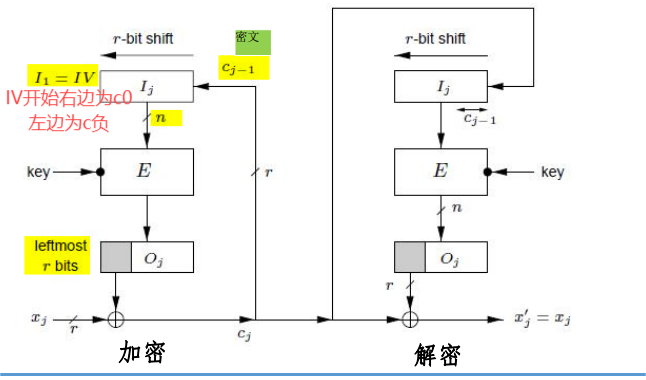 r-bit shift
密文
r-bit shift
I₁ = IV
I_j
c_{j−1}
I_j
IV开始右边为c0
左边为c负
n
c_{j−1}
key
E
r
E
key
n
leftmost
r bits
O_j
O_j
r
x_j
r
c_j
x′_j = x_j
加密
解密